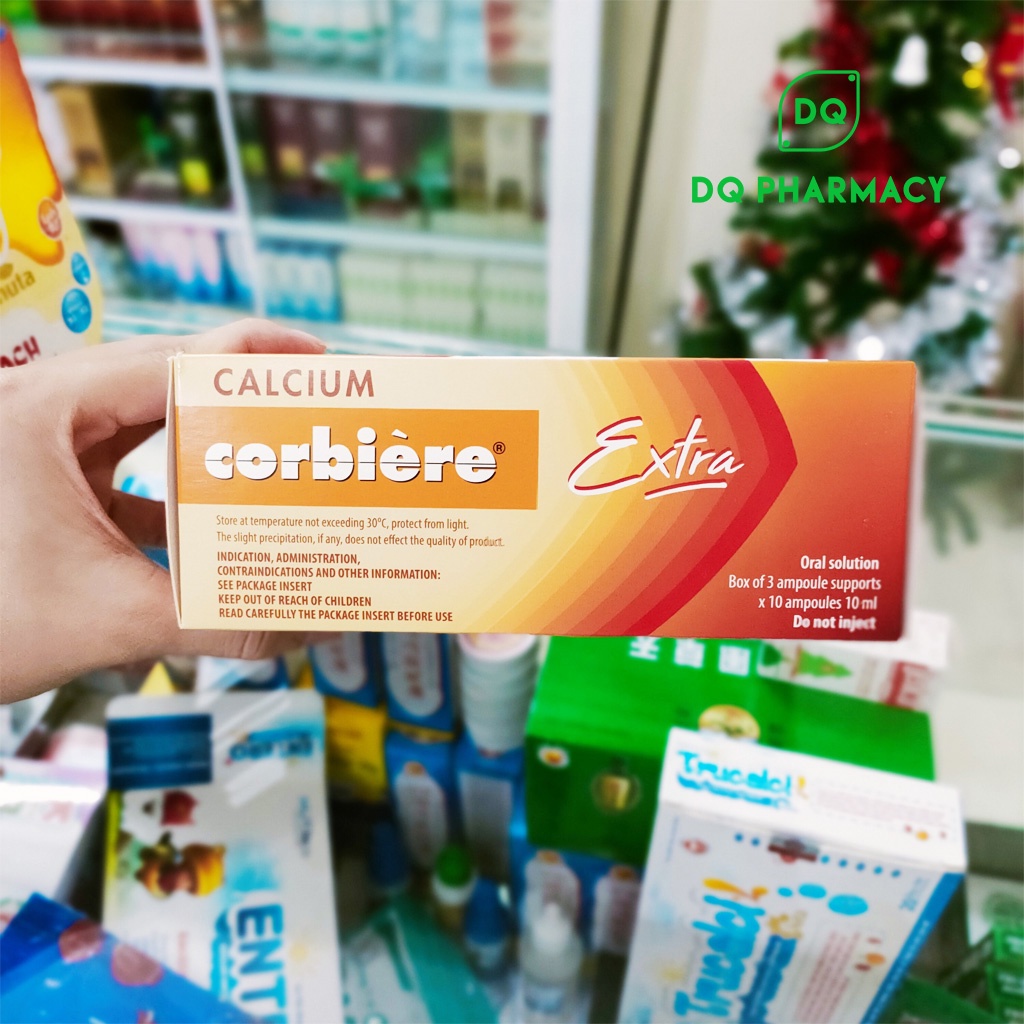 DQ
DQ PHARMACY
CALCIUM
corbière®
Extra
Store at temperature not exceeding 30°C, protect from light.
The slight precipitation, if any, does not effect the quality of product.
INDICATION, ADMINISTRATION,
CONTRAINDICATIONS AND OTHER INFORMATION:
SEE PACKAGE INSERT
KEEP OUT OF REACH OF CHILDREN
READ CAREFULLY THE PACKAGE INSERT BEFORE USE
Oral solution
Box of 3 ampoule supports
x 10 ampoules 10 ml
Do not inject
Trucalci
Trucalci